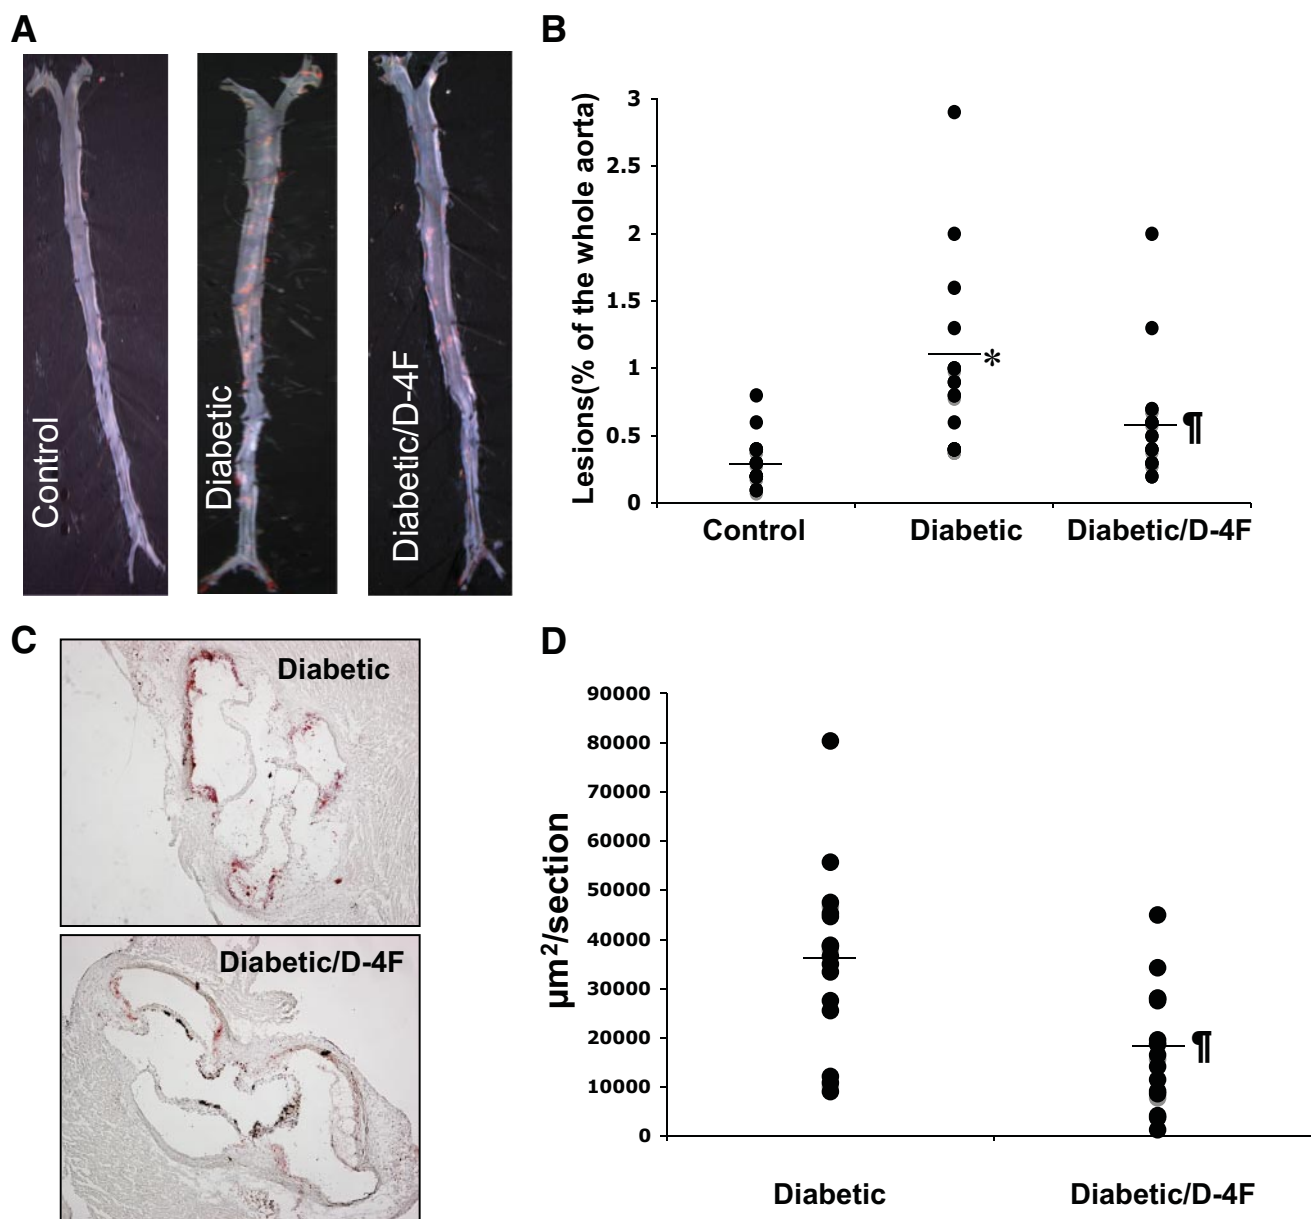 A
Control
Diabetic
Diabetic/D-4F
B
Lesions(% of the whole aorta)
3
2.5
2
1.5
1
0.5
0
*
¶
Control Diabetic Diabetic/D-4F
C
Diabetic
Diabetic/D-4F
D
µm²/section
90000
80000
70000
60000
50000
40000
30000
20000
10000
0
¶
Diabetic Diabetic/D-4F